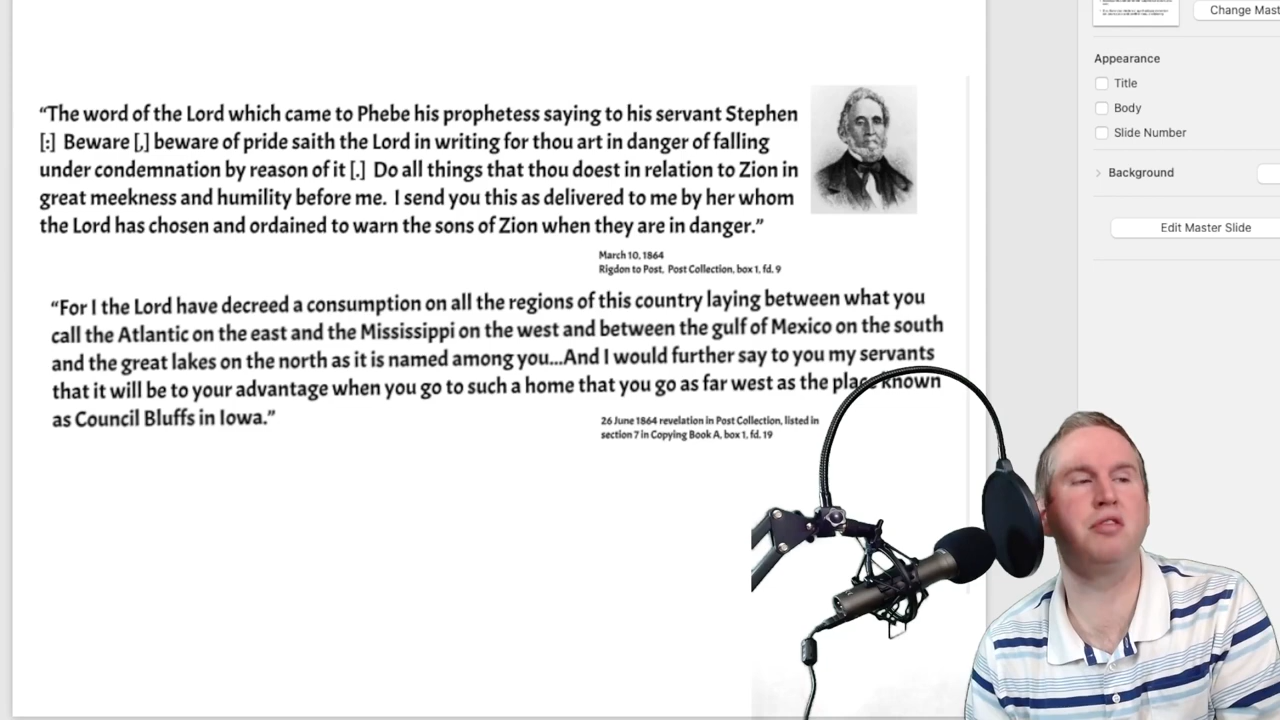 “The word of the Lord which came to Phebe his prophetess saying to his servant Stephen
[:]  Beware [,] beware of pride saith the Lord in writing for thou art in danger of falling
under condemnation by reason of it [.]  Do all things that thou doest in relation to Zion in
great meekness and humility before me.  I send you this as delivered to me by her whom
the Lord has chosen and ordained to warn the sons of Zion when they are in danger.”
March 10, 1864
Rigdon to Post,  Post Collection, box 1, fd. 9
“For I the Lord have decreed a consumption on all the regions of this country laying between what you
call the Atlantic on the east and the Mississippi on the west and between the gulf of Mexico on the south
and the great lakes on the north as it is named among you...And I would further say to you my servants
that it will be to your advantage when you go to such a home that you go as far west as the place known
as Council Bluffs in Iowa.”
26 June 1864 revelation in Post Collection, listed in
section 7 in Copying Book A, box 1, fd. 19
Change Mast
Appearance
Title
Body
Slide Number
Background
Edit Master Slide